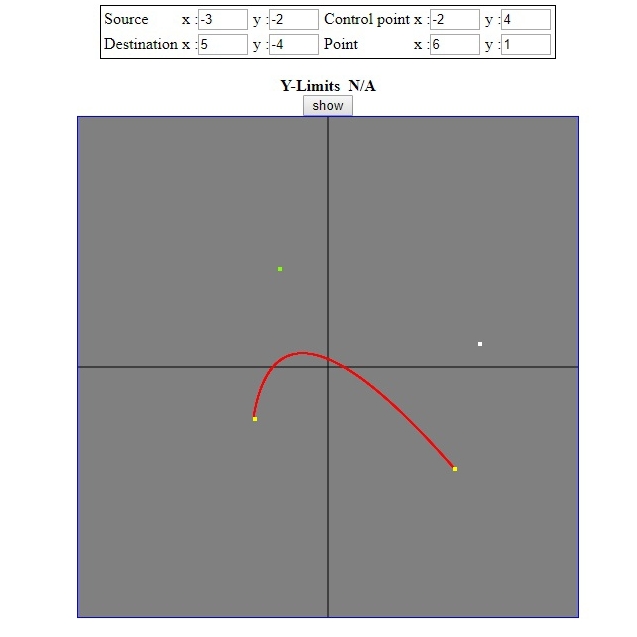 Source x : -3 y : -2 Control point x : -2 y : 4
Destination x : 5 y : -4 Point x : 6 y : 1
Y-Limits N/A
show